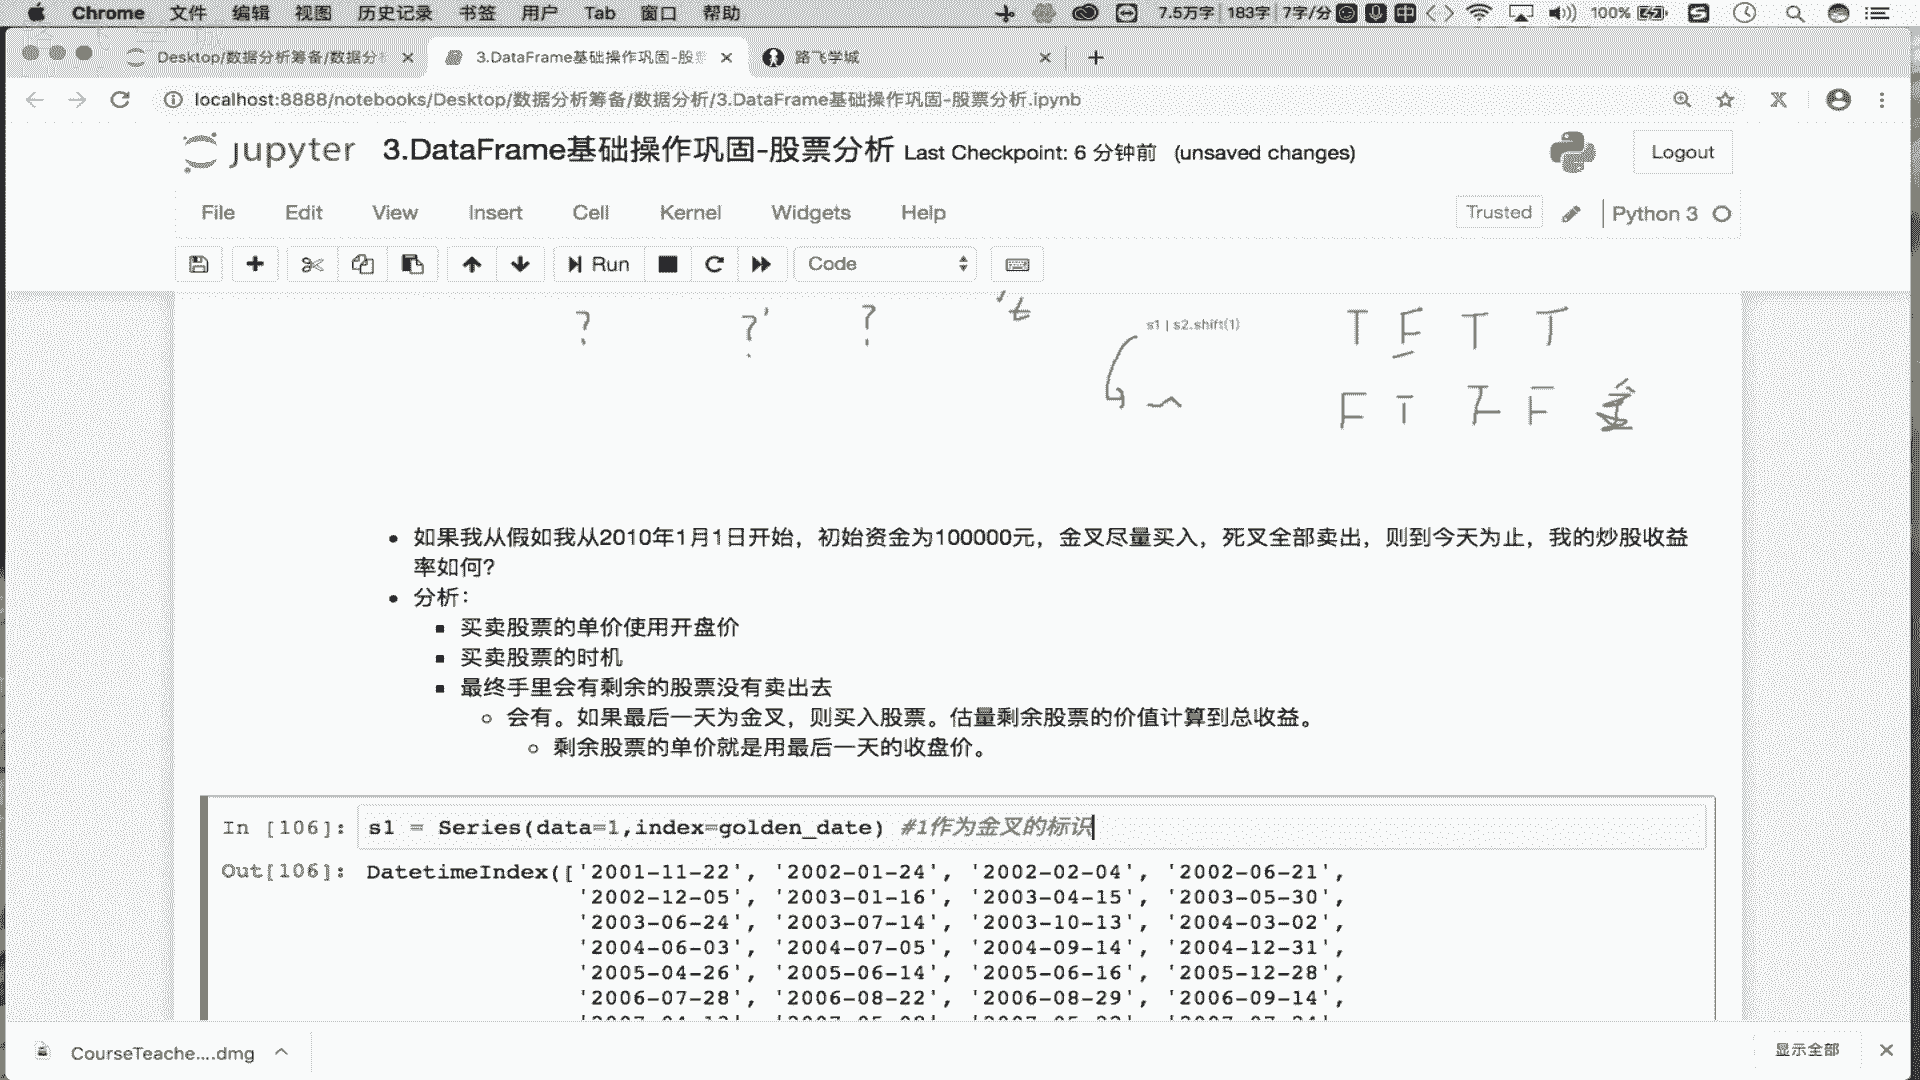 Chrome 文件 编辑 视图 历史记录 书签 用户 Tab 窗口 帮助 7.5万字 183字 7字/分 中 100%
Desktop/数据分析筹备/数据分 3.DataFrame基础操作巩固-股 路飞学城
localhost:8888/notebooks/Desktop/数据分析筹备/数据分析/3.DataFrame基础操作巩固-股票分析.ipynb
jupyter 3.DataFrame基础操作巩固-股票分析 Last Checkpoint: 6 分钟前 (unsaved changes) Logout
File Edit View Insert Cell Kernel Widgets Help Trusted Python 3
Run Code
? ? ? s1 | s2.shift(1) T F T T
F T F F
如果我从假如我从2010年1月1日开始，初始资金为100000元，金叉尽量买入，死叉全部卖出，则到今天为止，我的炒股收益
率如何?
分析：
买卖股票的单价使用开盘价
买卖股票的时机
最终手里会有剩余的股票没有卖出去
会有。如果最后一天为金叉，则买入股票。估量剩余股票的价值计算到总收益。
剩余股票的单价就是用最后一天的收盘价。
In [106]: s1 = Series(data=1,index=golden_date) #1作为金叉的标识
Out[106]: DatetimeIndex(['2001-11-22', '2002-01-24', '2002-02-04', '2002-06-21',
'2002-12-05', '2003-01-16', '2003-04-15', '2003-05-30',
'2003-06-24', '2003-07-14', '2003-10-13', '2004-03-02',
'2004-06-03', '2004-07-05', '2004-09-14', '2004-12-31',
'2005-04-26', '2005-06-14', '2005-06-16', '2005-12-28',
'2006-07-28', '2006-08-22', '2006-08-29', '2006-09-14',
CourseTeache....dmg 显示全部